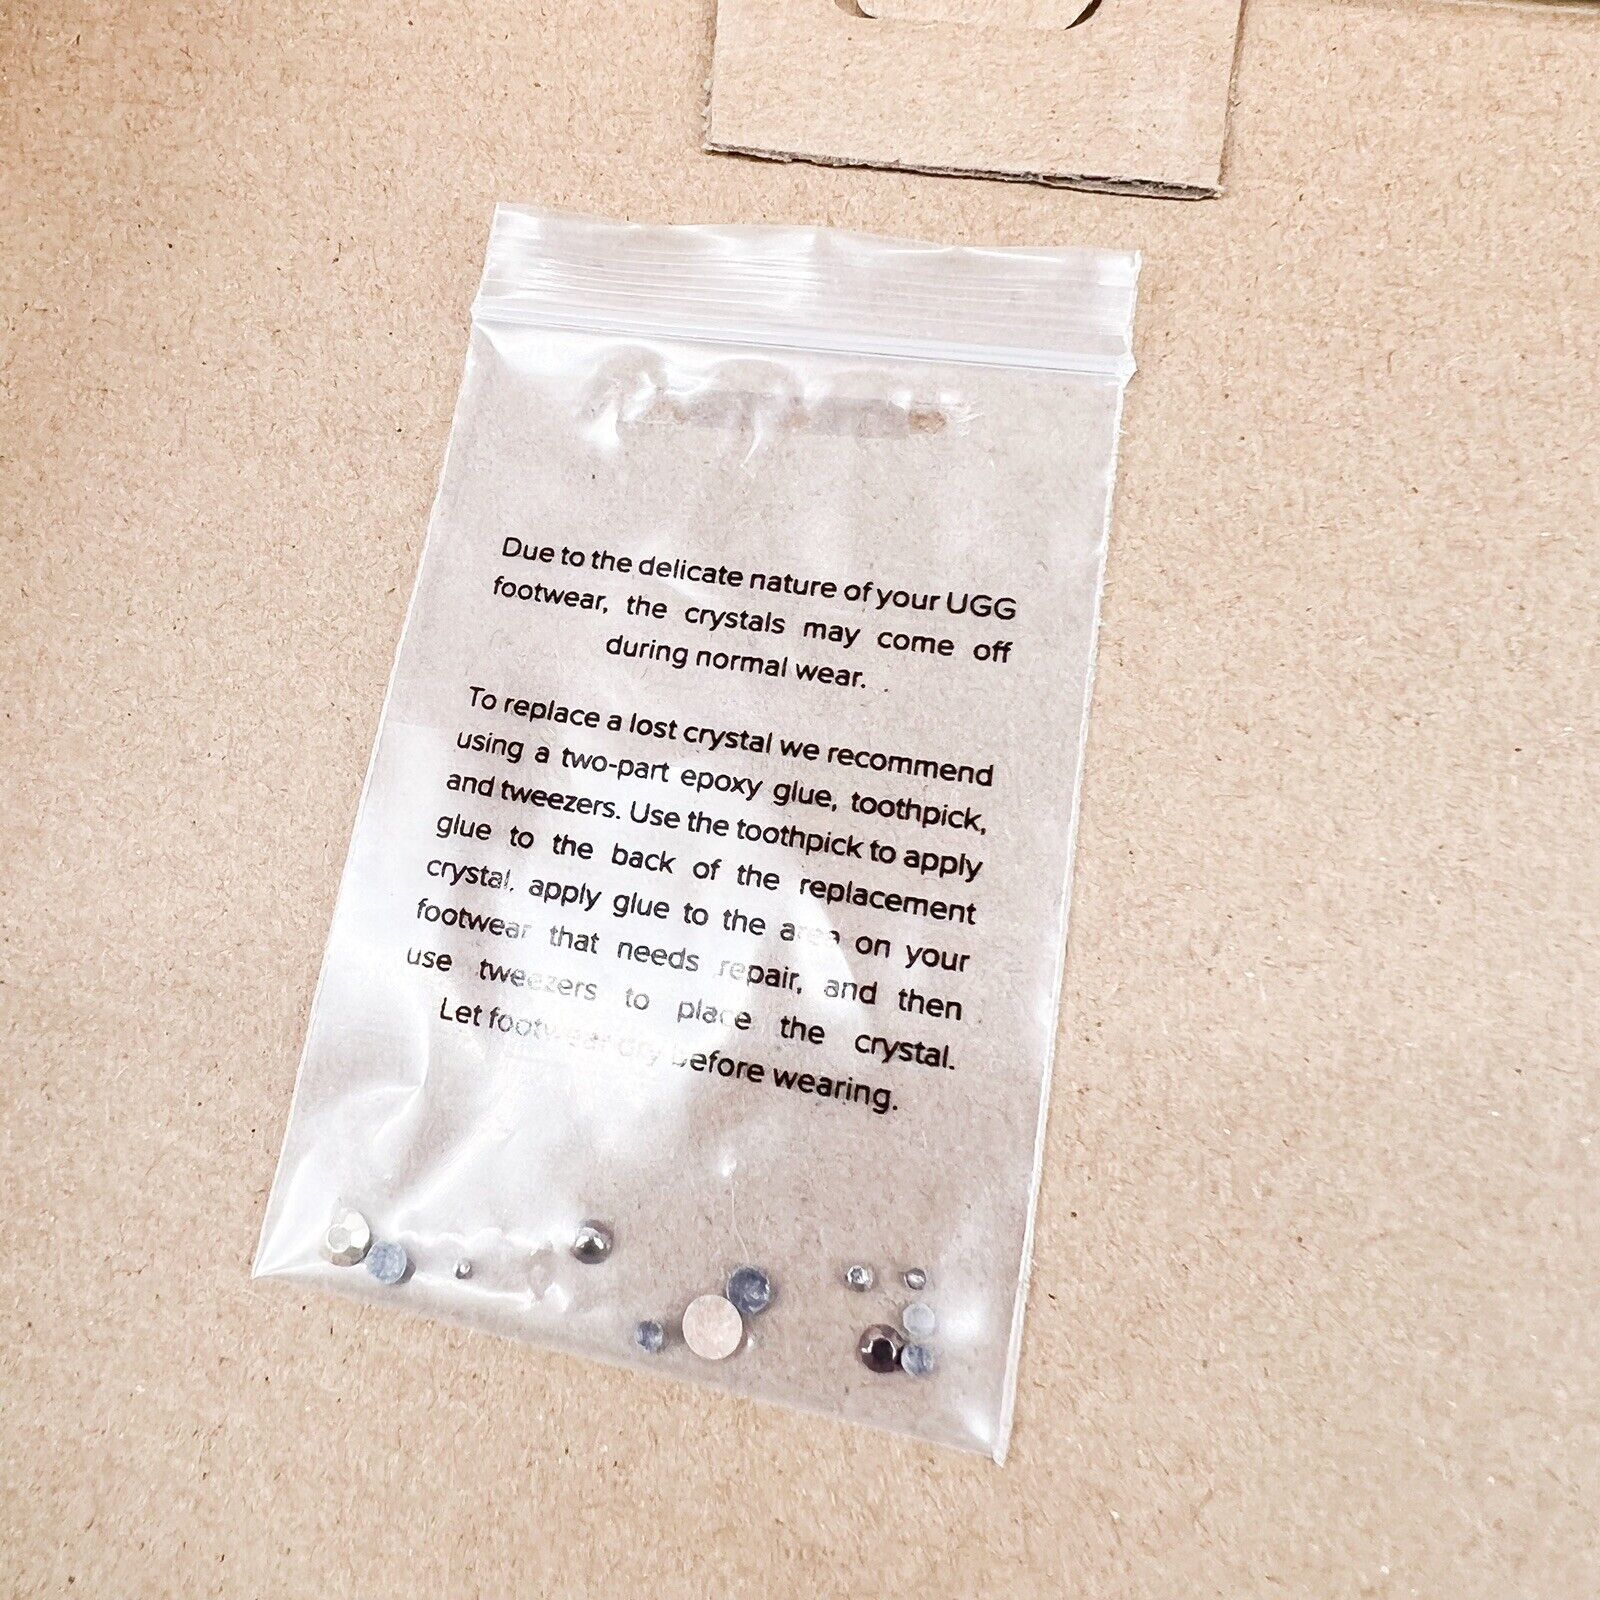 Due to the delicate nature of your UGG
footwear, the crystals may come off
during normal wear.
To replace a lost crystal we recommend
using a two-part epoxy glue, toothpick,
and tweezers. Use the toothpick to apply
glue to the back of the replacement
crystal, apply glue to the area on your
footwear that needs repair, and then
use tweezers to place the crystal.
Let footwear dry before wearing.